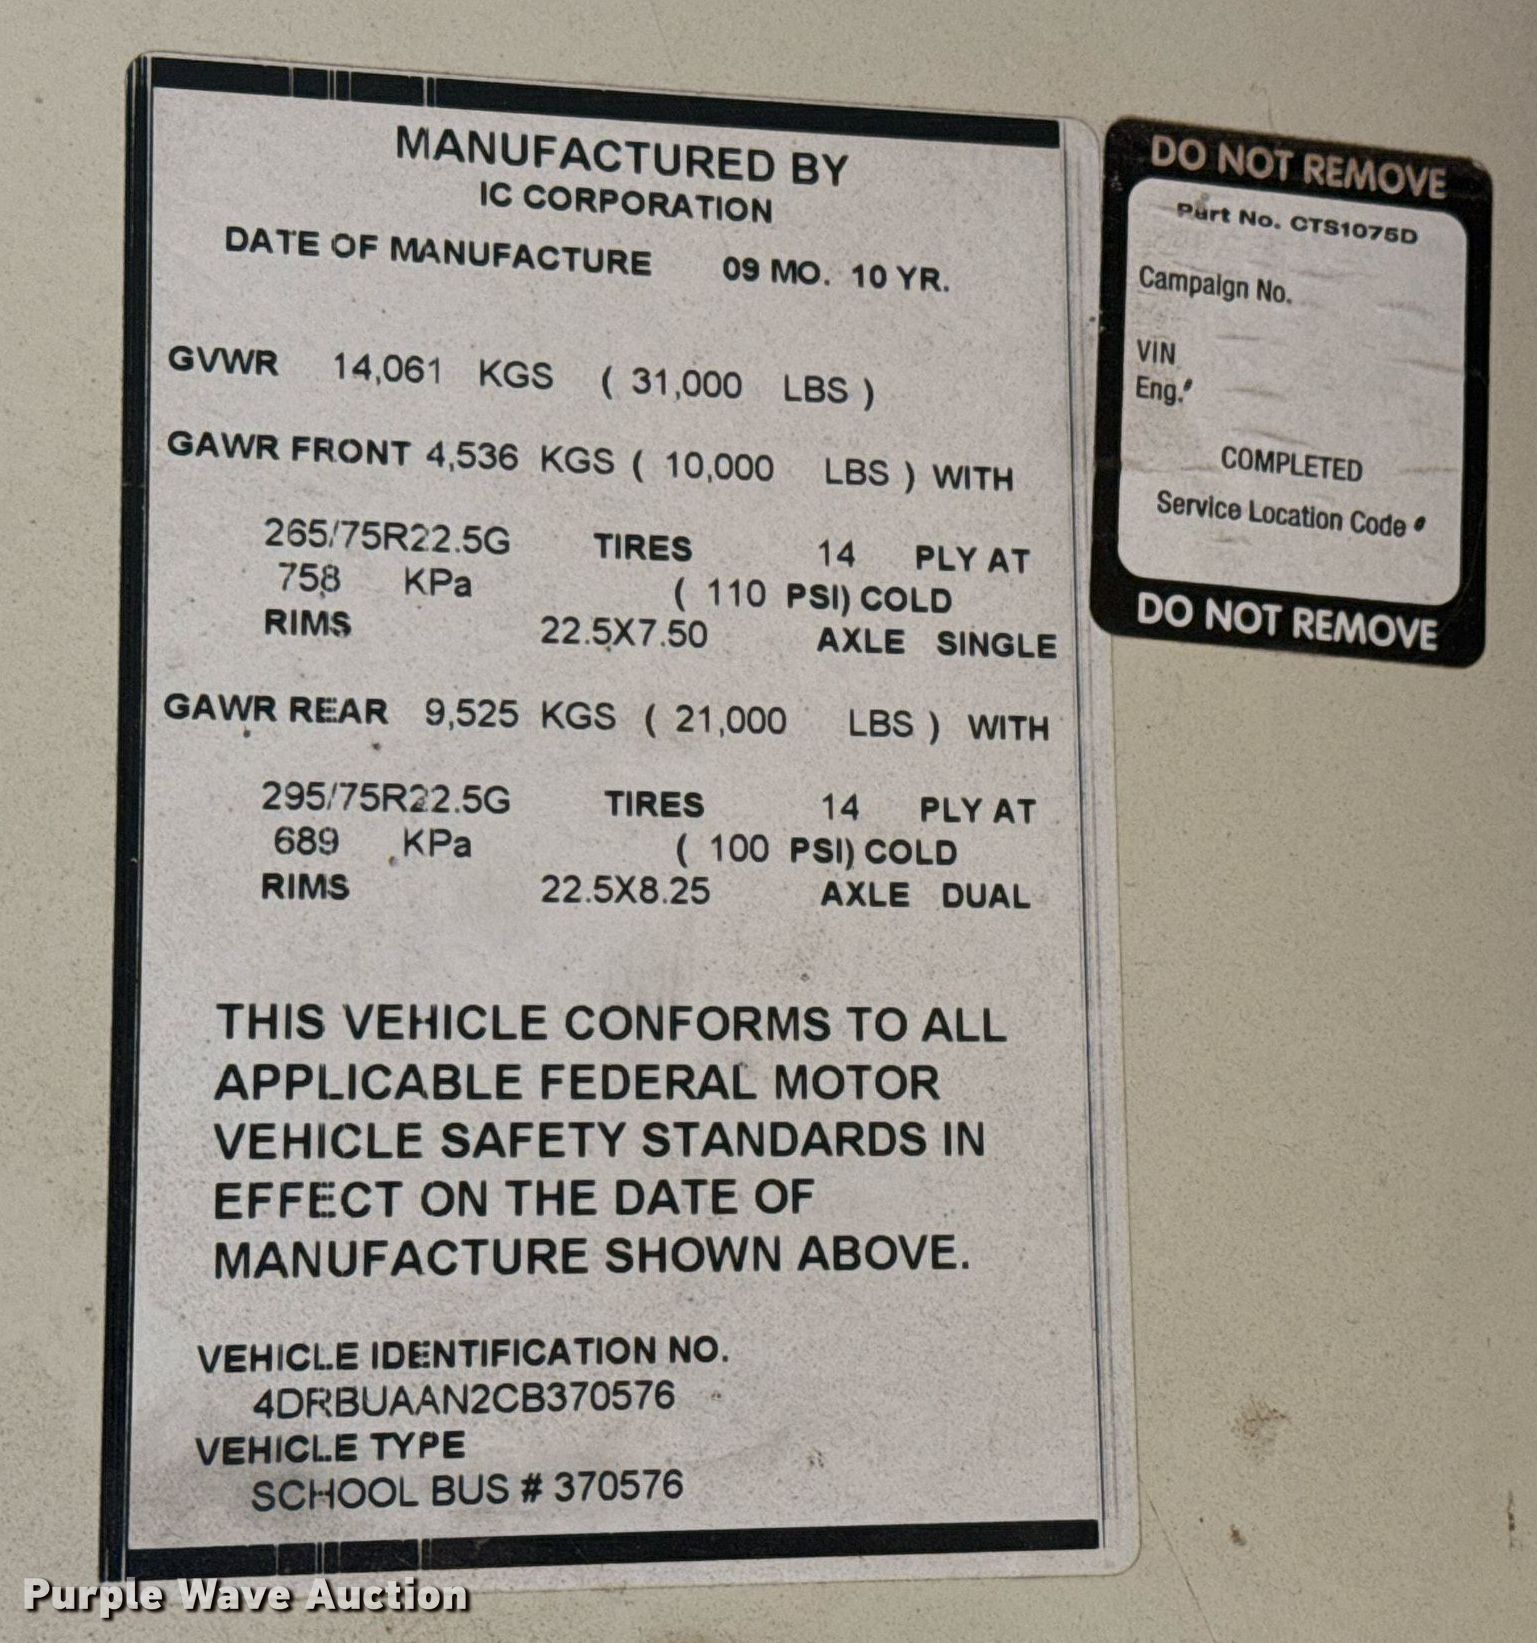 MANUFACTURED BY
IC CORPORATION
DATE OF MANUFACTURE 09 MO. 10 YR.
GVWR 14,061 KGS ( 31,000 LBS )
GAWR FRONT 4,536 KGS ( 10,000 LBS ) WITH
265/75R22.5G TIRES 14 PLY AT
758 KPa ( 110 PSI) COLD
RIMS 22.5X7.50 AXLE SINGLE
GAWR REAR 9,525 KGS ( 21,000 LBS ) WITH
295/75R22.5G TIRES 14 PLY AT
689 KPa ( 100 PSI) COLD
RIMS 22.5X8.25 AXLE DUAL
THIS VEHICLE CONFORMS TO ALL
APPLICABLE FEDERAL MOTOR
VEHICLE SAFETY STANDARDS IN
EFFECT ON THE DATE OF
MANUFACTURE SHOWN ABOVE.
VEHICLE IDENTIFICATION NO.
4DRBUAAN2CB370576
VEHICLE TYPE
SCHOOL BUS # 370576
DO NOT REMOVE
Part No. CTS1075D
Campaign No.
VIN
Eng.#
COMPLETED
Service Location Code #
DO NOT REMOVE
Purple Wave Auction